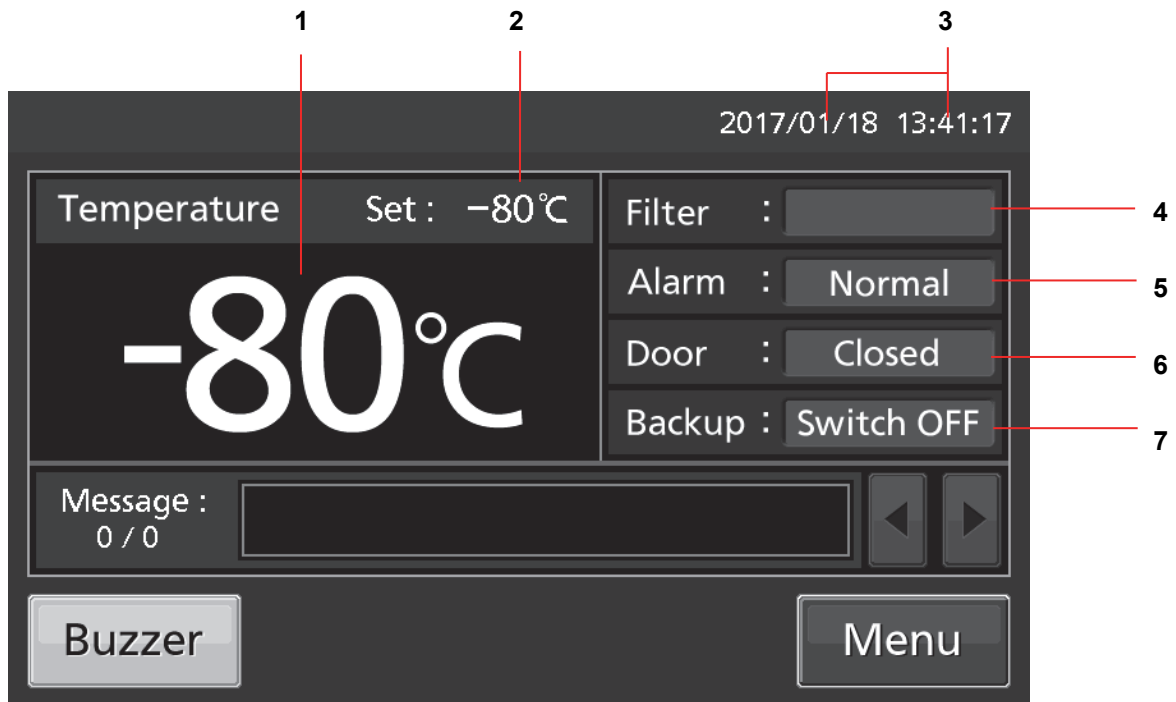 1 2 3
2017/01/18 13:41:17
Temperature Set : -80℃
-80℃
Filter : 4
Alarm : Normal 5
Door : Closed 6
Backup : Switch OFF 7
Message :
0 / 0
Buzzer Menu